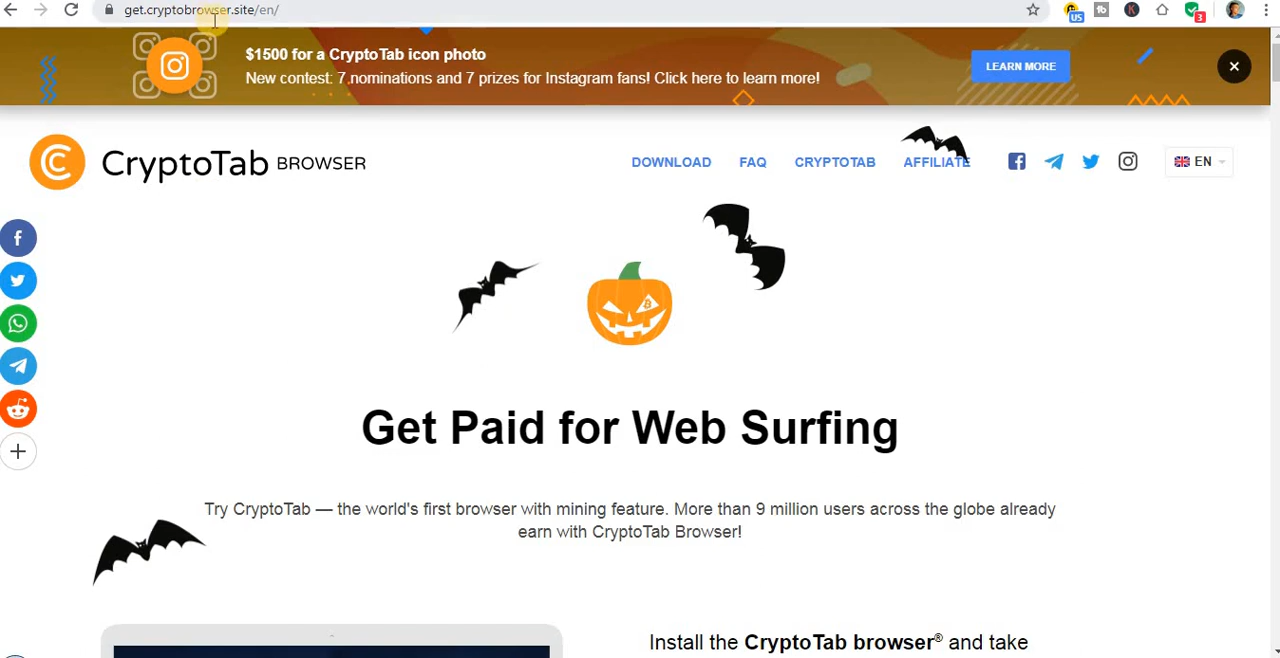 get.cryptobrowser.site/en/
US
K
3
$1500 for a CryptoTab icon photo
New contest: 7 nominations and 7 prizes for Instagram fans! Click here to learn more!
LEARN MORE
CryptoTab BROWSER
DOWNLOAD FAQ CRYPTOTAB AFFILIATE
EN
Get Paid for Web Surfing
Try CryptoTab — the world's first browser with mining feature. More than 9 million users across the globe already
earn with CryptoTab Browser!
Install the CryptoTab browser® and take